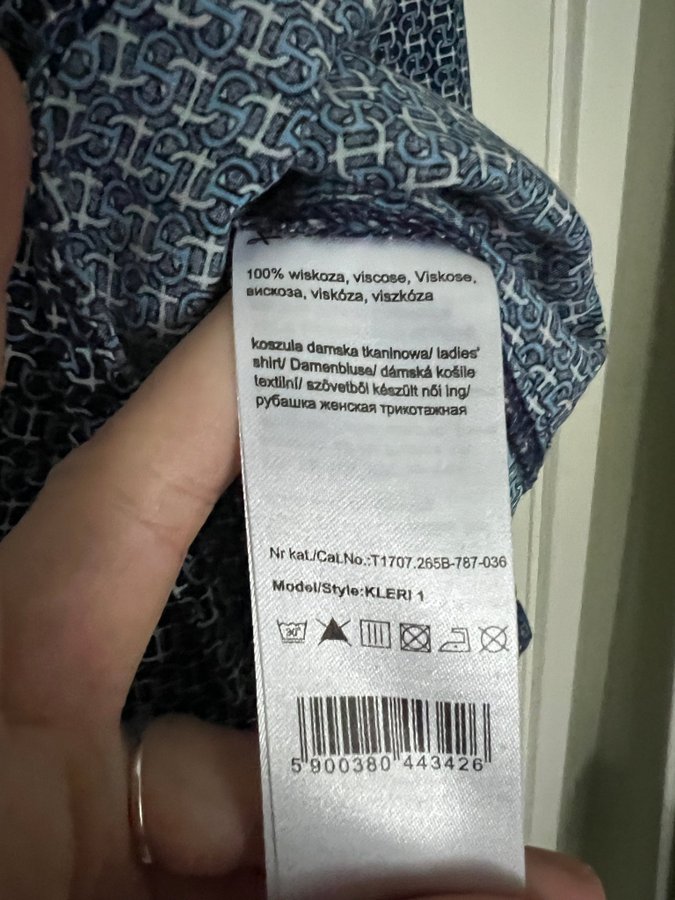 100% wiskoza, viscose, Viskose,
вискоза, viskóza, viszkóza
koszula damska tkaninowa/ ladies'
shirt/ Damenbluse/ dámská košile
textilní/ szövetből készült női ing/
рубашка женская трикотажная
Nr kat./Cat.No.:T1707.265B-787-036
Model/Style:KLERI 1
30°
5 900380 443426